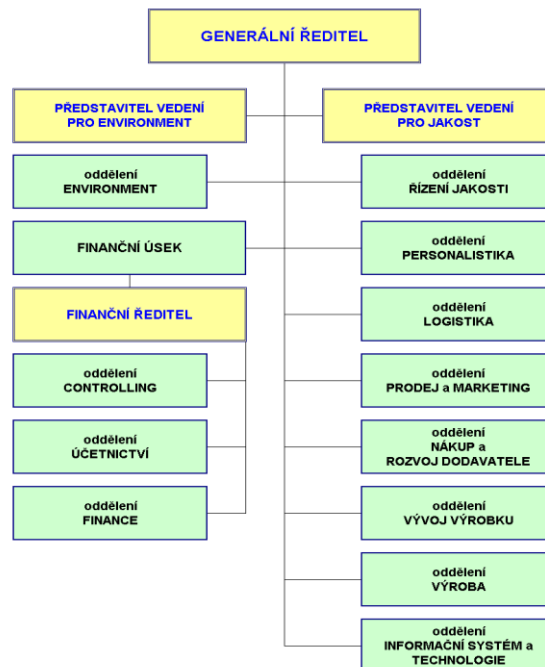 GENERÁLNÍ ŘEDITEL
PŘEDSTAVITEL VEDENÍ
PRO ENVIRONMENT
PŘEDSTAVITEL VEDENÍ
PRO JAKOST
oddělení
ENVIRONMENT
oddělení
ŘÍZENÍ JAKOSTI
FINANČNÍ ÚSEK
oddělení
PERSONALISTIKA
FINANČNÍ ŘEDITEL
oddělení
LOGISTIKA
oddělení
CONTROLLING
oddělení
PRODEJ a MARKETING
oddělení
ÚČETNICTVÍ
oddělení
NÁKUP a
ROZVOJ DODAVATELE
oddělení
FINANCE
oddělení
VÝVOJ VÝROBKU
oddělení
VÝROBA
oddělení
INFORMAČNÍ SYSTÉM a
TECHNOLOGIE